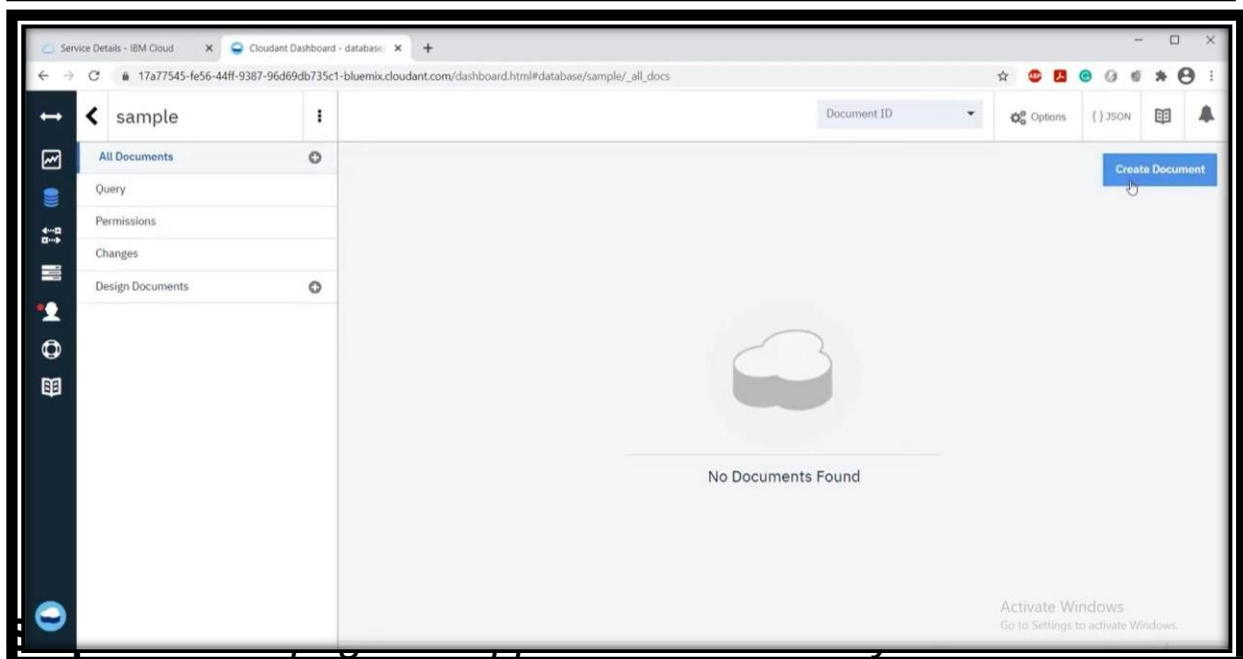 Service Details - IBM Cloud
Cloudant Dashboard - database
17a77545-fe56-44ff-9387-96d69db735c1-bluemix.cloudant.com/dashboard.html#database/sample/_all_docs
sample
Document ID
Options
{ } JSON
All Documents
Create Document
Query
Permissions
Changes
Design Documents
No Documents Found
Activate Windows
Go to Settings to activate Windows.